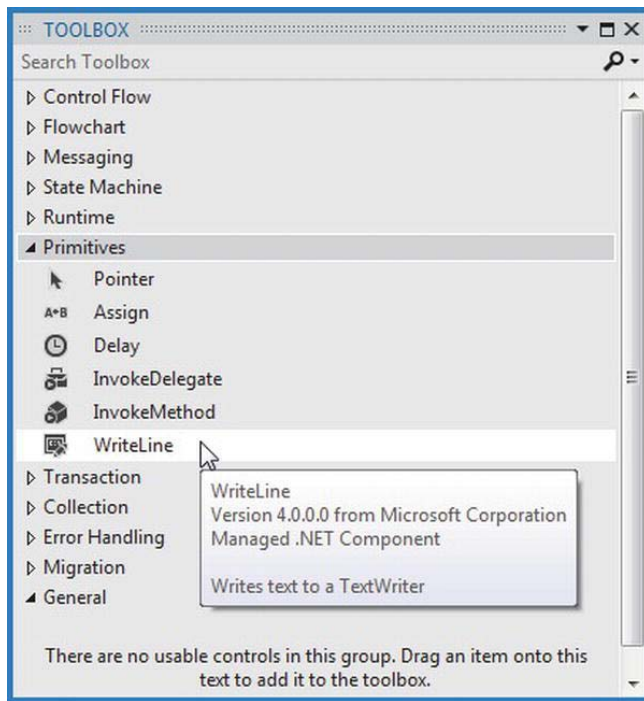 TOOLBOX
Search Toolbox
Control Flow
Flowchart
Messaging
State Machine
Runtime
Primitives
Pointer
A+B Assign
Delay
InvokeDelegate
InvokeMethod
WriteLine
Transaction
Collection
Error Handling
Migration
General
WriteLine
Version 4.0.0.0 from Microsoft Corporation
Managed .NET Component
Writes text to a TextWriter
There are no usable controls in this group. Drag an item onto this
text to add it to the toolbox.